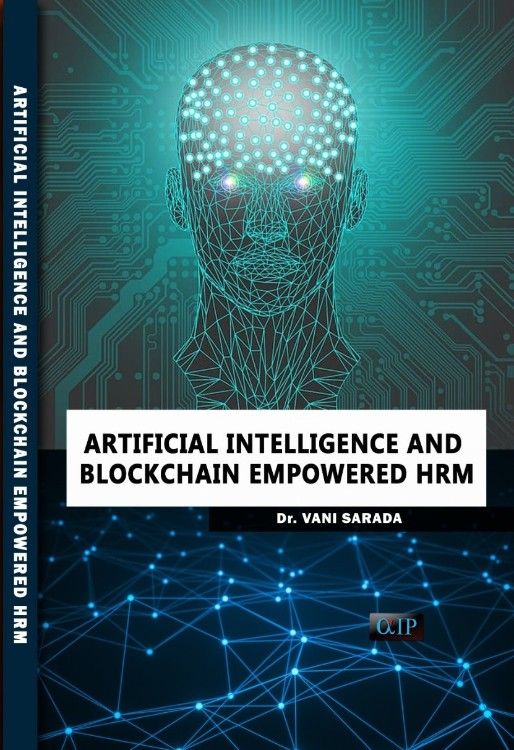 ARTIFICIAL INTELLIGENCE AND BLOCKCHAIN EMPOWERED HRM
ARTIFICIAL INTELLIGENCE AND
BLOCKCHAIN EMPOWERED HRM
Dr. VANI SARADA
αIP